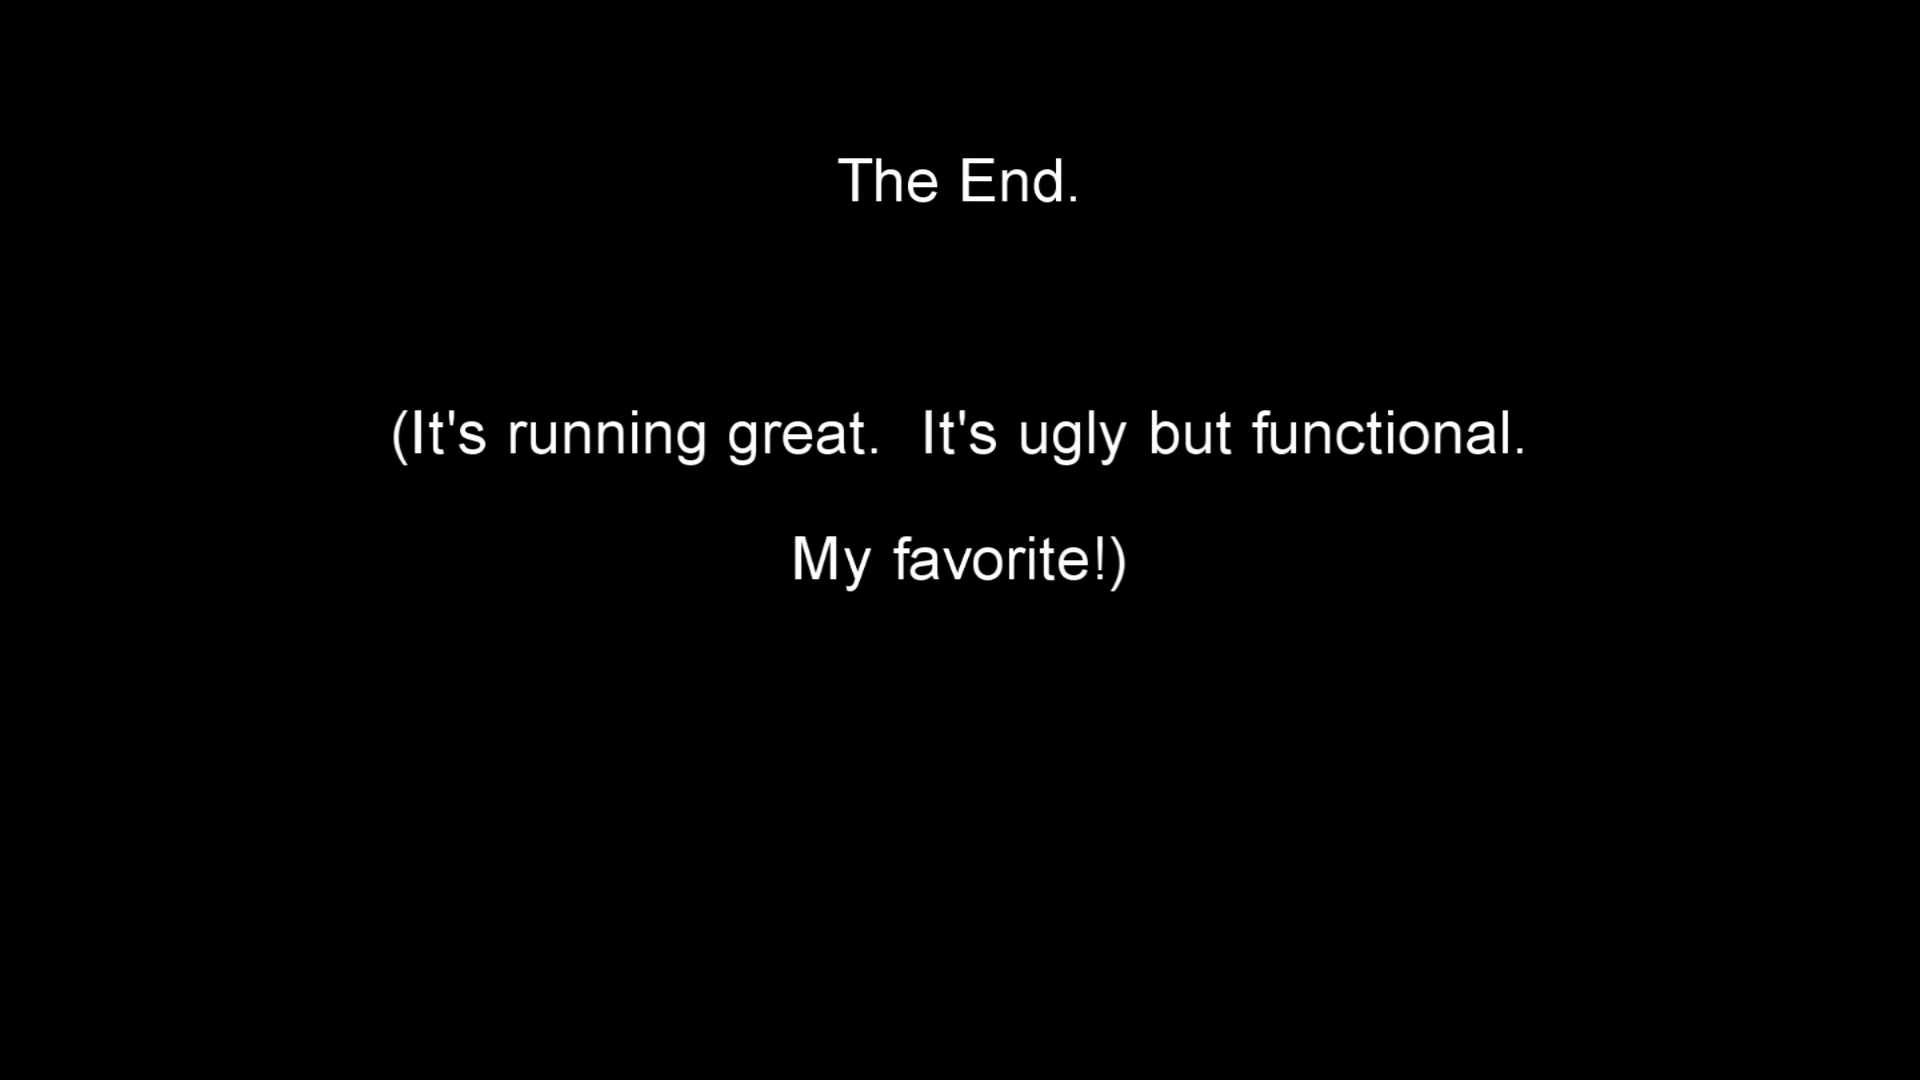 The End.
(It's running great.  It's ugly but functional.
My favorite!)